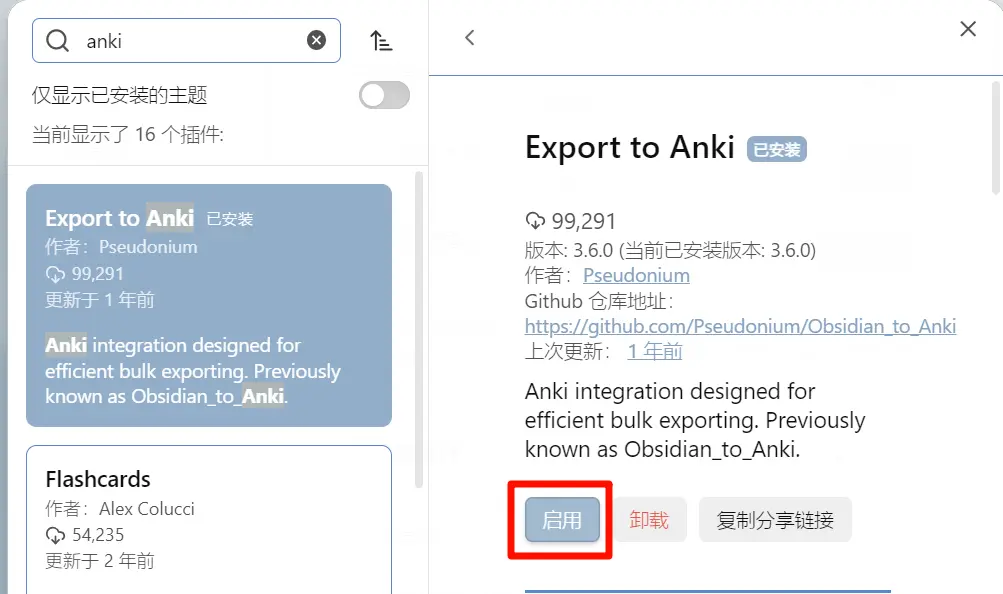 anki
仅显示已安装的主题
当前显示了 16 个插件:
Export to Anki 已安装
作者：Pseudonium
99,291
更新于 1 年前
Anki integration designed for
efficient bulk exporting. Previously
known as Obsidian_to_Anki.
Flashcards
作者：Alex Colucci
54,235
更新于 2 年前
Export to Anki 已安装
99,291
版本: 3.6.0 (当前已安装版本: 3.6.0)
作者：Pseudonium
Github 仓库地址：
https://github.com/Pseudonium/Obsidian_to_Anki
上次更新： 1 年前
Anki integration designed for
efficient bulk exporting. Previously
known as Obsidian_to_Anki.
启用 卸载 复制分享链接